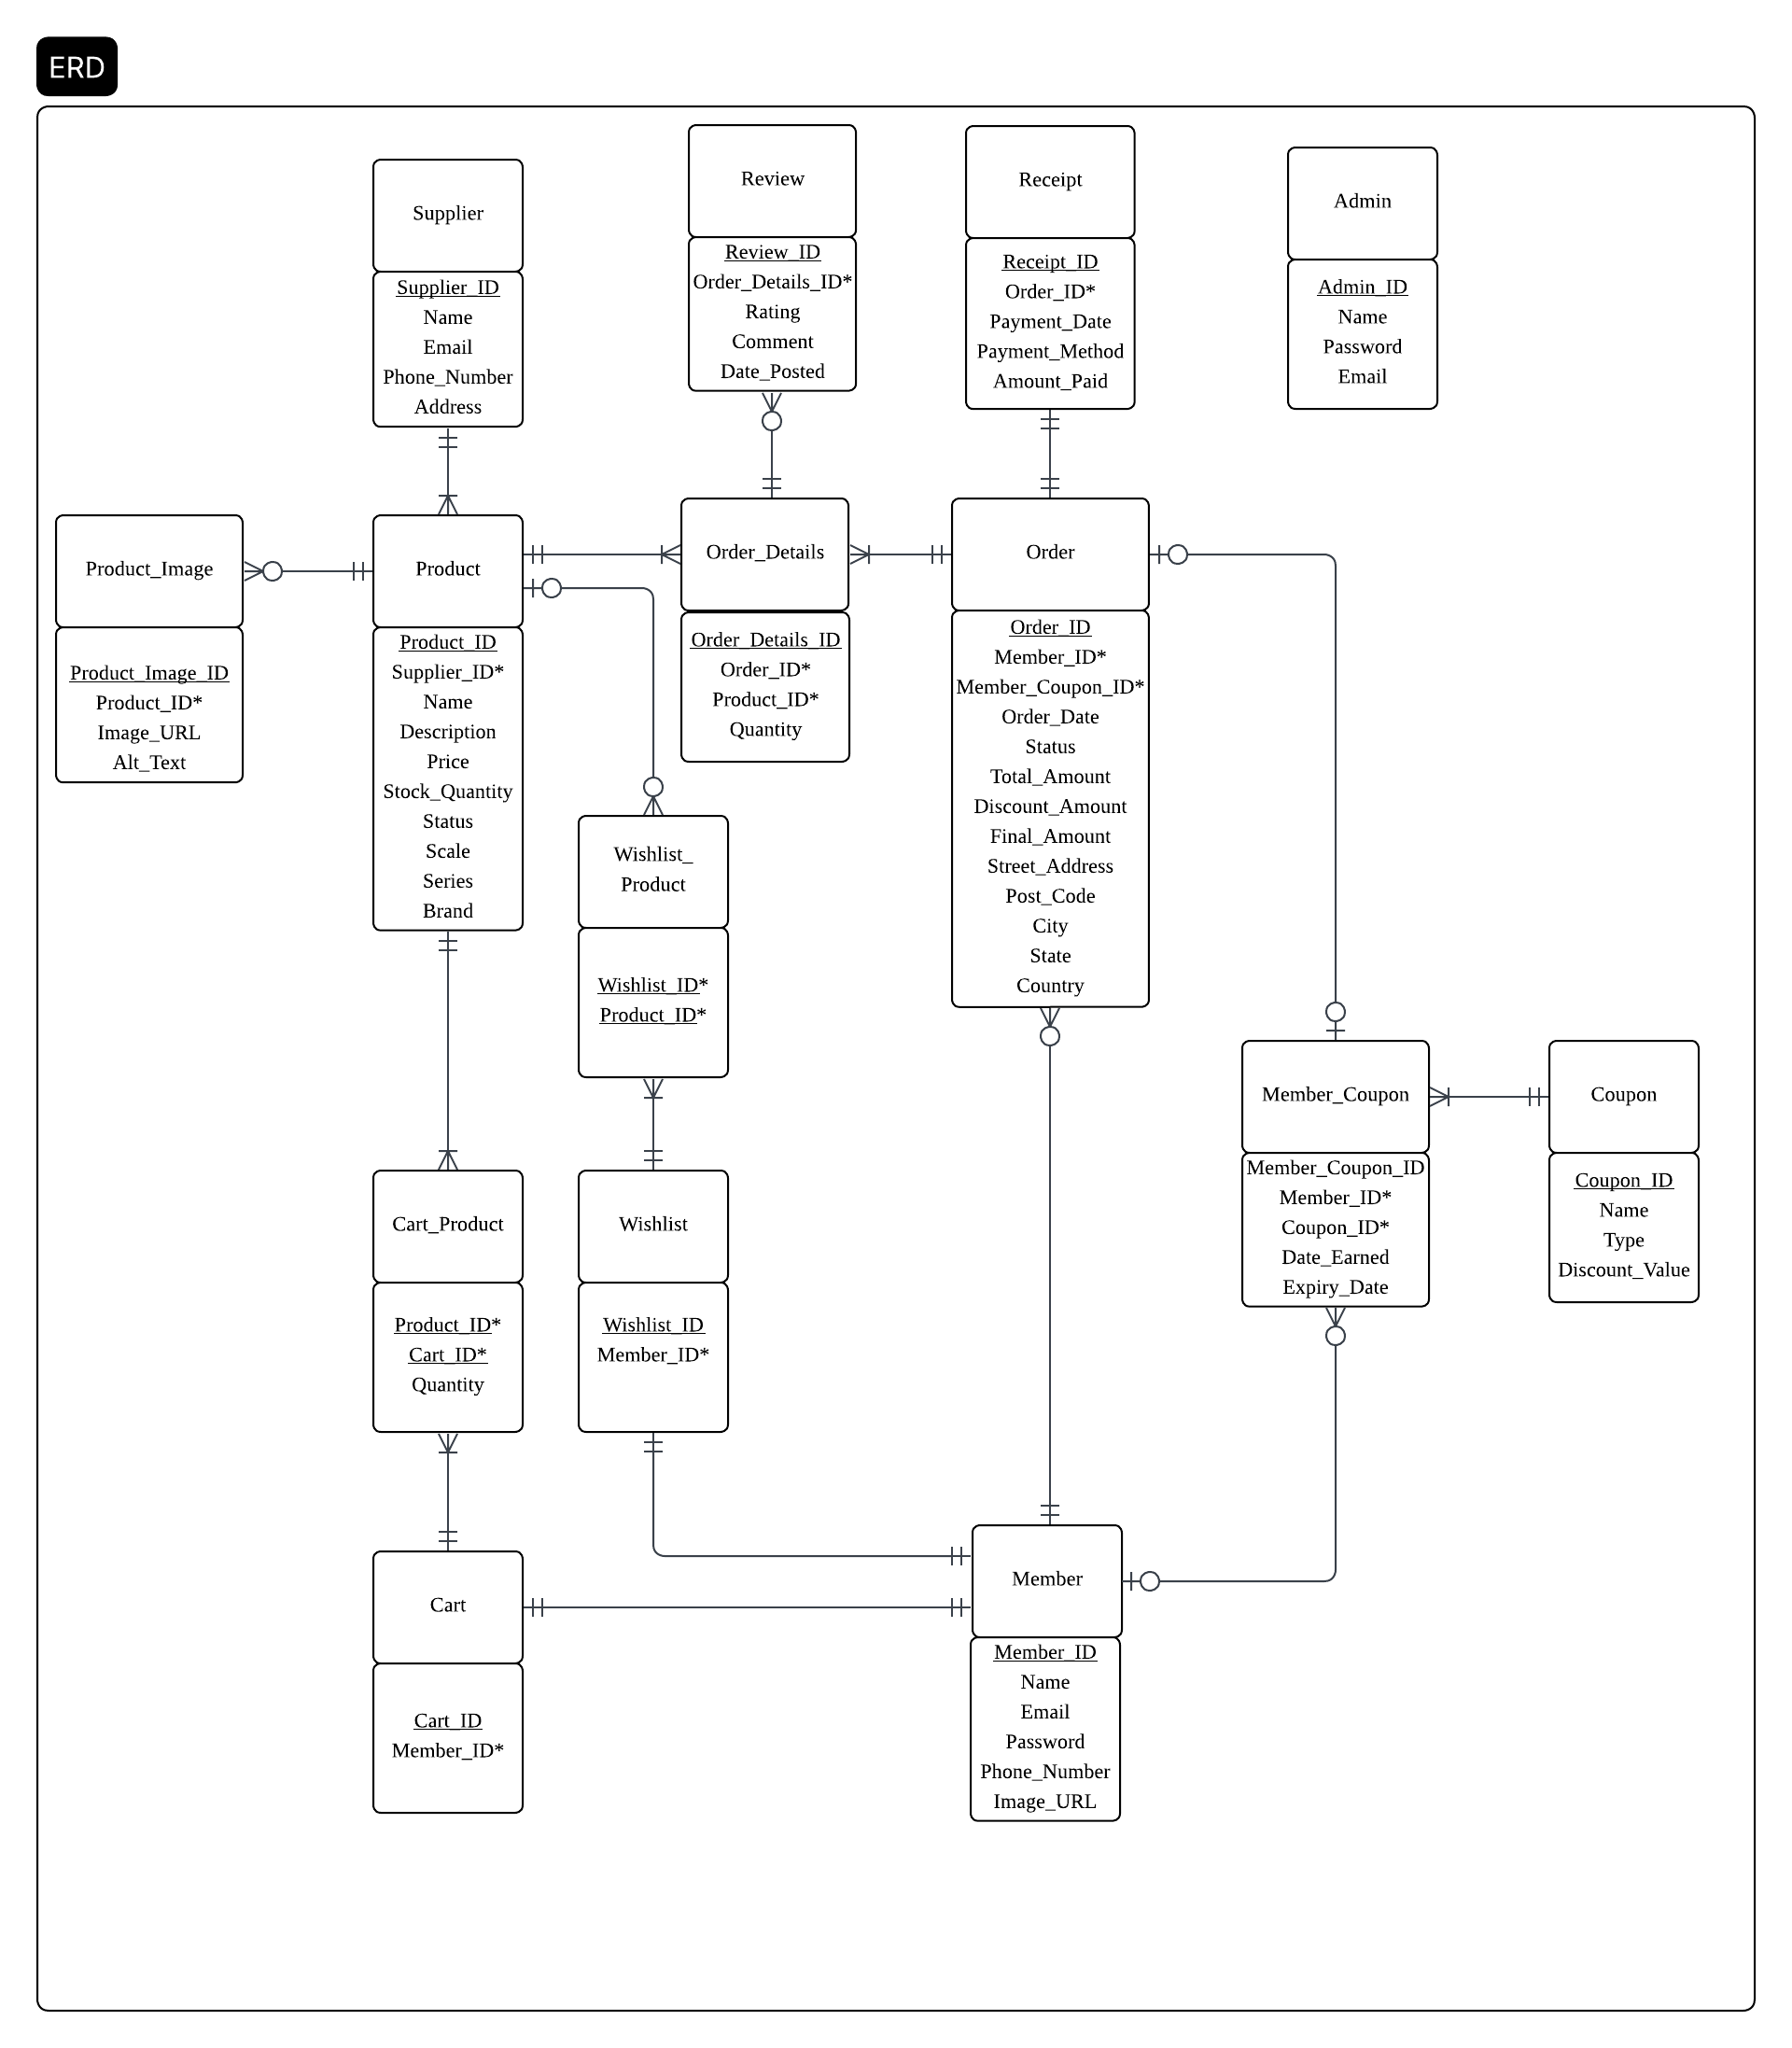 ERD
Supplier
Supplier_ID
Name
Email
Phone_Number
Address
Review
Review_ID
Order_Details_ID*
Rating
Comment
Date_Posted
Receipt
Receipt_ID
Order_ID*
Payment_Date
Payment_Method
Amount_Paid
Admin
Admin_ID
Name
Password
Email
Product_Image
Product_Image_ID
Product_ID*
Image_URL
Alt_Text
Product
Product_ID
Supplier_ID*
Name
Description
Price
Stock_Quantity
Status
Scale
Series
Brand
Order_Details
Order_Details_ID
Order_ID*
Product_ID*
Quantity
Order
Order_ID
Member_ID*
Member_Coupon_ID*
Order_Date
Status
Total_Amount
Discount_Amount
Final_Amount
Street_Address
Post_Code
City
State
Country
Wishlist_
Product
Wishlist_ID*
Product_ID*
Member_Coupon
Member_Coupon_ID
Member_ID*
Coupon_ID*
Date_Earned
Expiry_Date
Coupon
Coupon_ID
Name
Type
Discount_Value
Cart_Product
Product_ID*
Cart_ID*
Quantity
Wishlist
Wishlist_ID
Member_ID*
Cart
Cart_ID
Member_ID*
Member
Member_ID
Name
Email
Password
Phone_Number
Image_URL